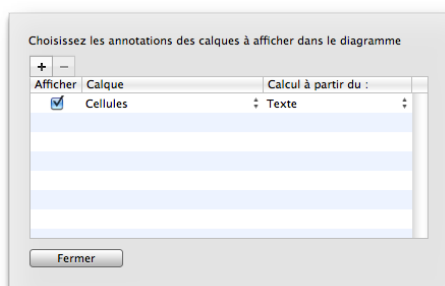 Choisissez les annotations des calques à afficher dans le diagramme
+ −
Afficher Calque Calcul à partir du :
Cellules Texte
Fermer